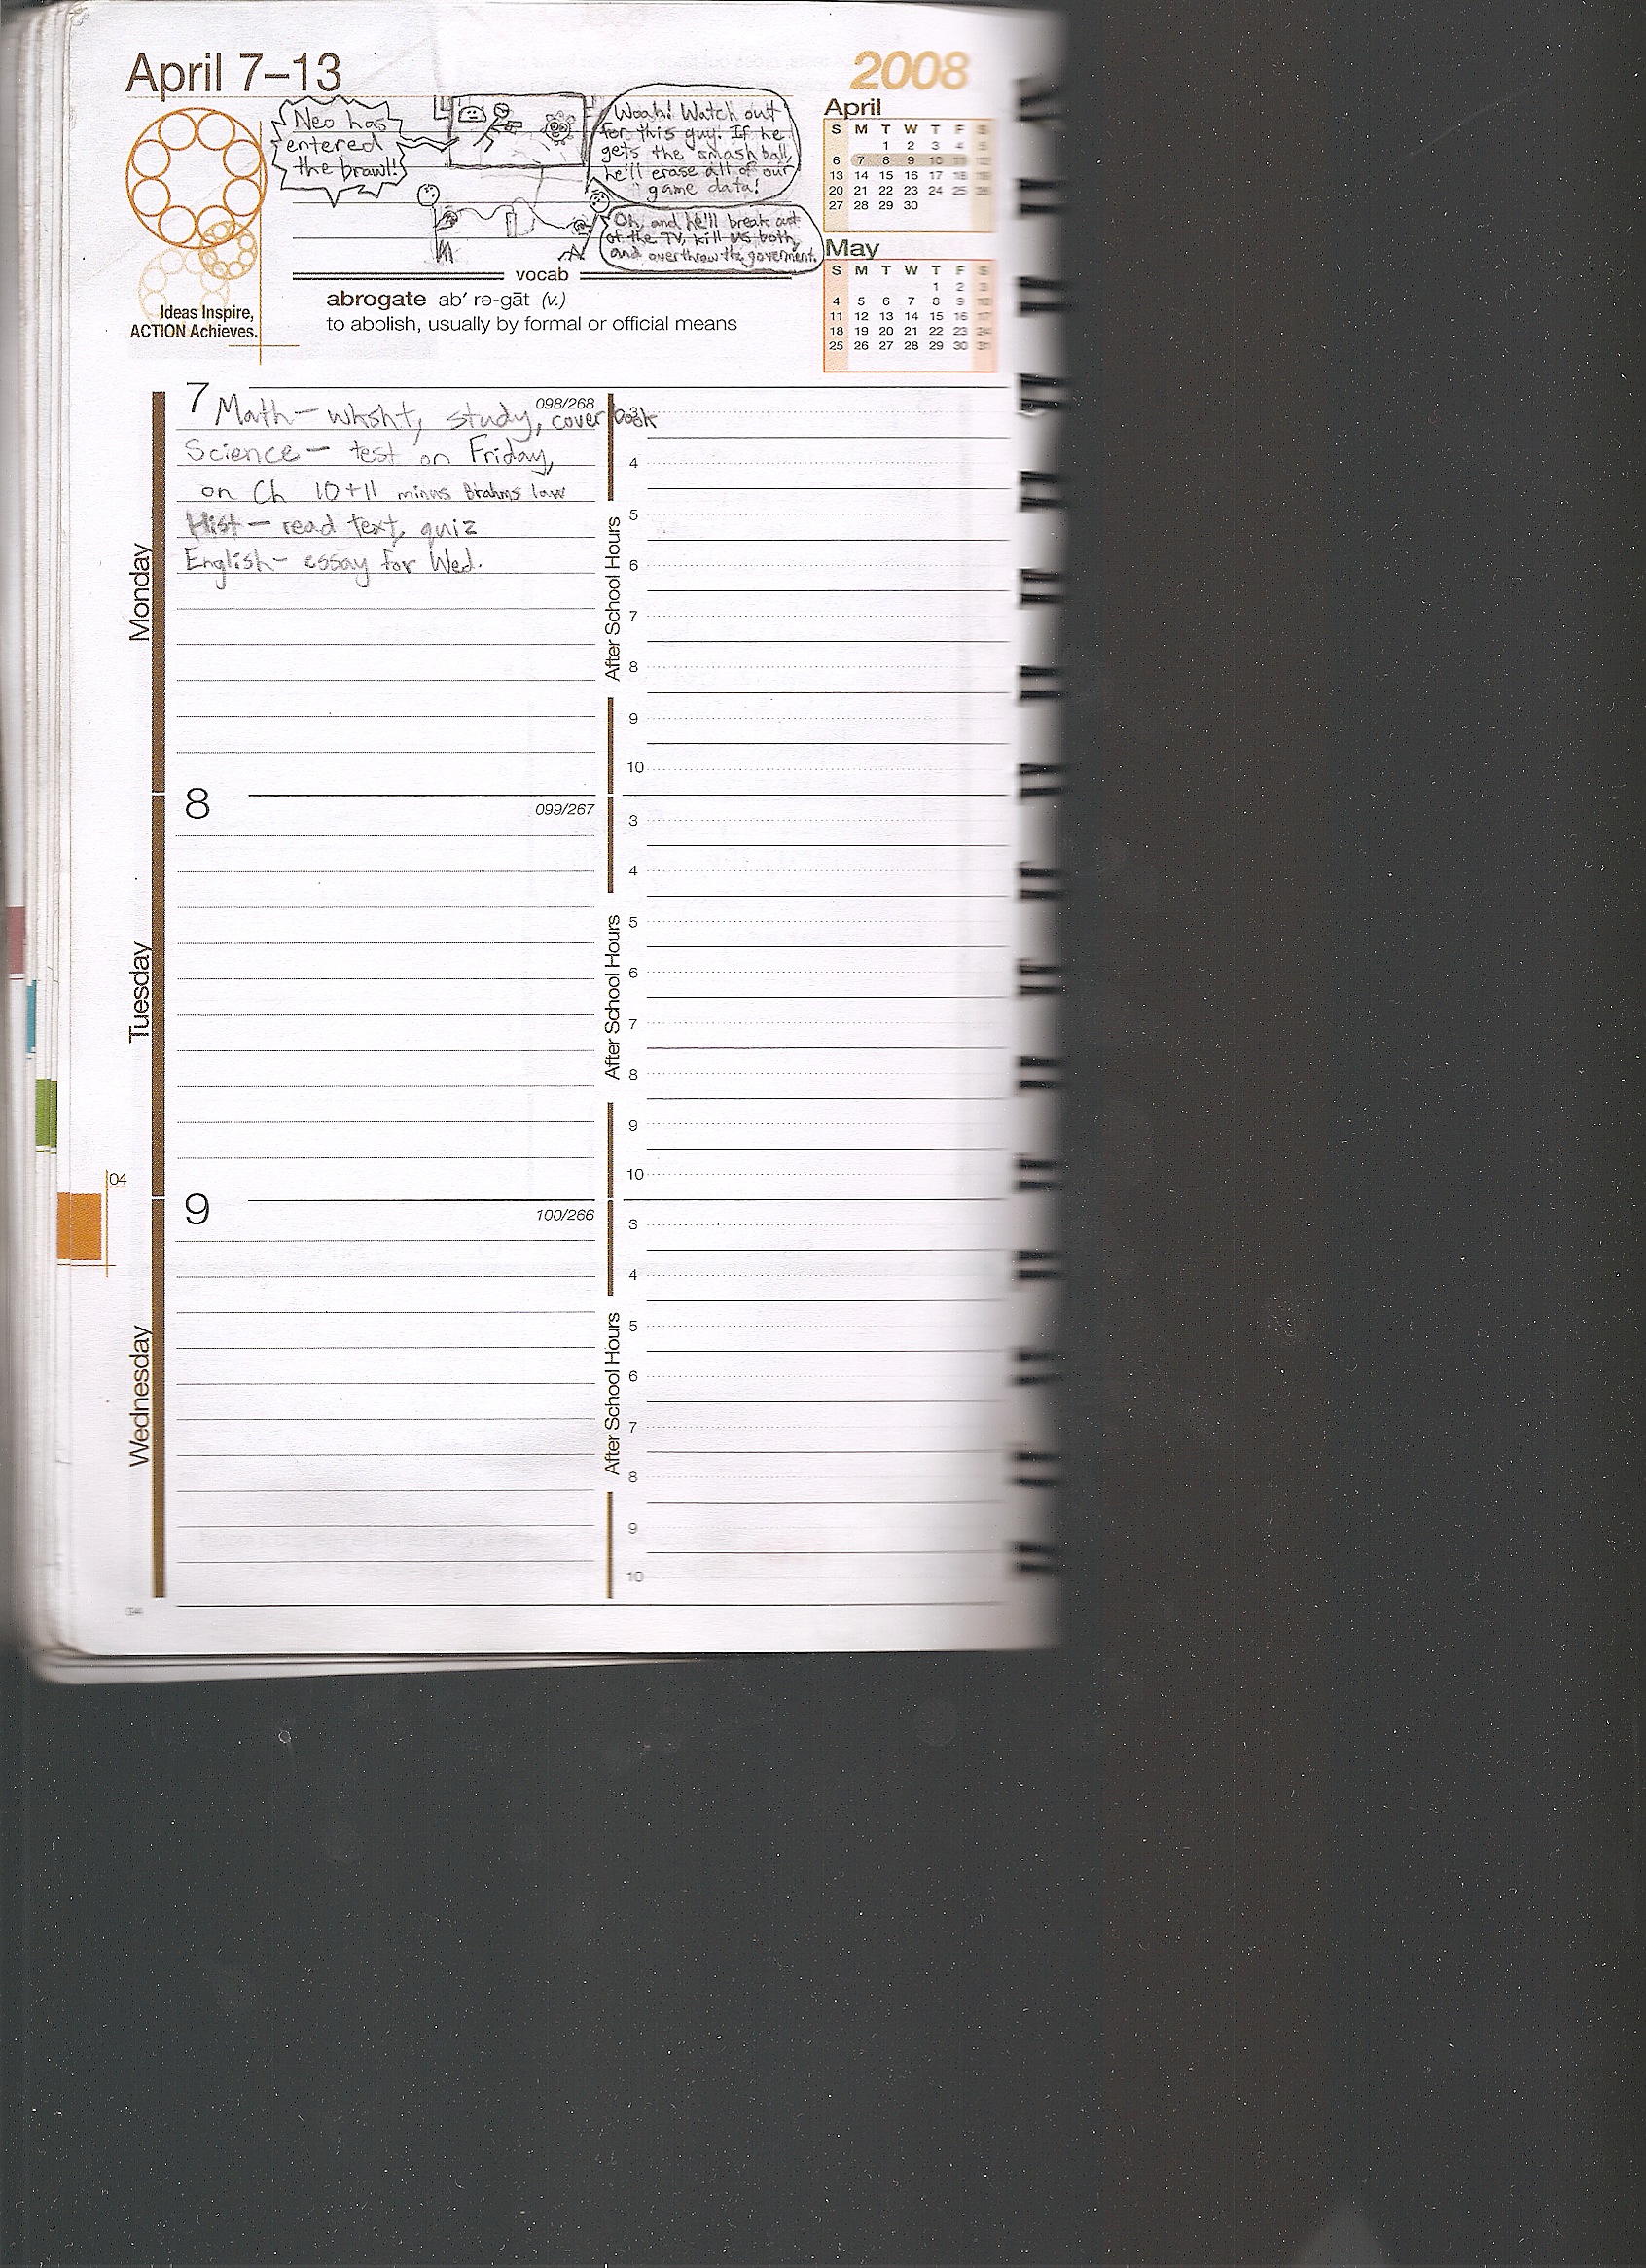 April 7–13
2008
Neo has
entered
the brawl!
Woah! Watch out
for this guy! If he
gets the smash ball,
he'll erase all of our
game data!
Oh, and he'll break out
of the TV, kill us both,
and overthrow the goverment.
Ideas Inspire,
ACTION Achieves.
vocab
abrogate ab′ rə-gāt (v.)
to abolish, usually by formal or official means
April
S M T W T F S
1 2 3 4 5
6 7 8 9 10 11 12
13 14 15 16 17 18 19
20 21 22 23 24 25 26
27 28 29 30
May
S M T W T F S
1 2 3
4 5 6 7 8 9 10
11 12 13 14 15 16 17
18 19 20 21 22 23 24
25 26 27 28 29 30 31
Monday
7
098/268
Math – wksht, study, cover book
Science – test on Friday,
on Ch 10+11 minus Brahms law
Hist – read text, quiz
English – essay for Wed.
After School Hours
3
4
5
6
7
8
9
10
Tuesday
8
099/267
After School Hours
3
4
5
6
7
8
9
10
04
Wednesday
9
100/266
After School Hours
3
4
5
6
7
8
9
10
94